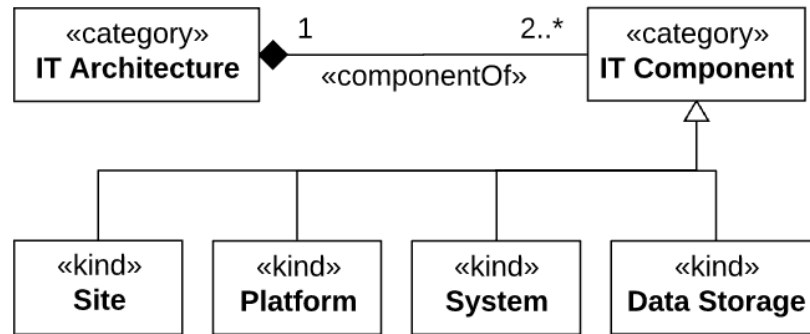 «category»
IT Architecture
1
2..*
«componentOf»
«category»
IT Component
«kind»
Site
«kind»
Platform
«kind»
System
«kind»
Data Storage